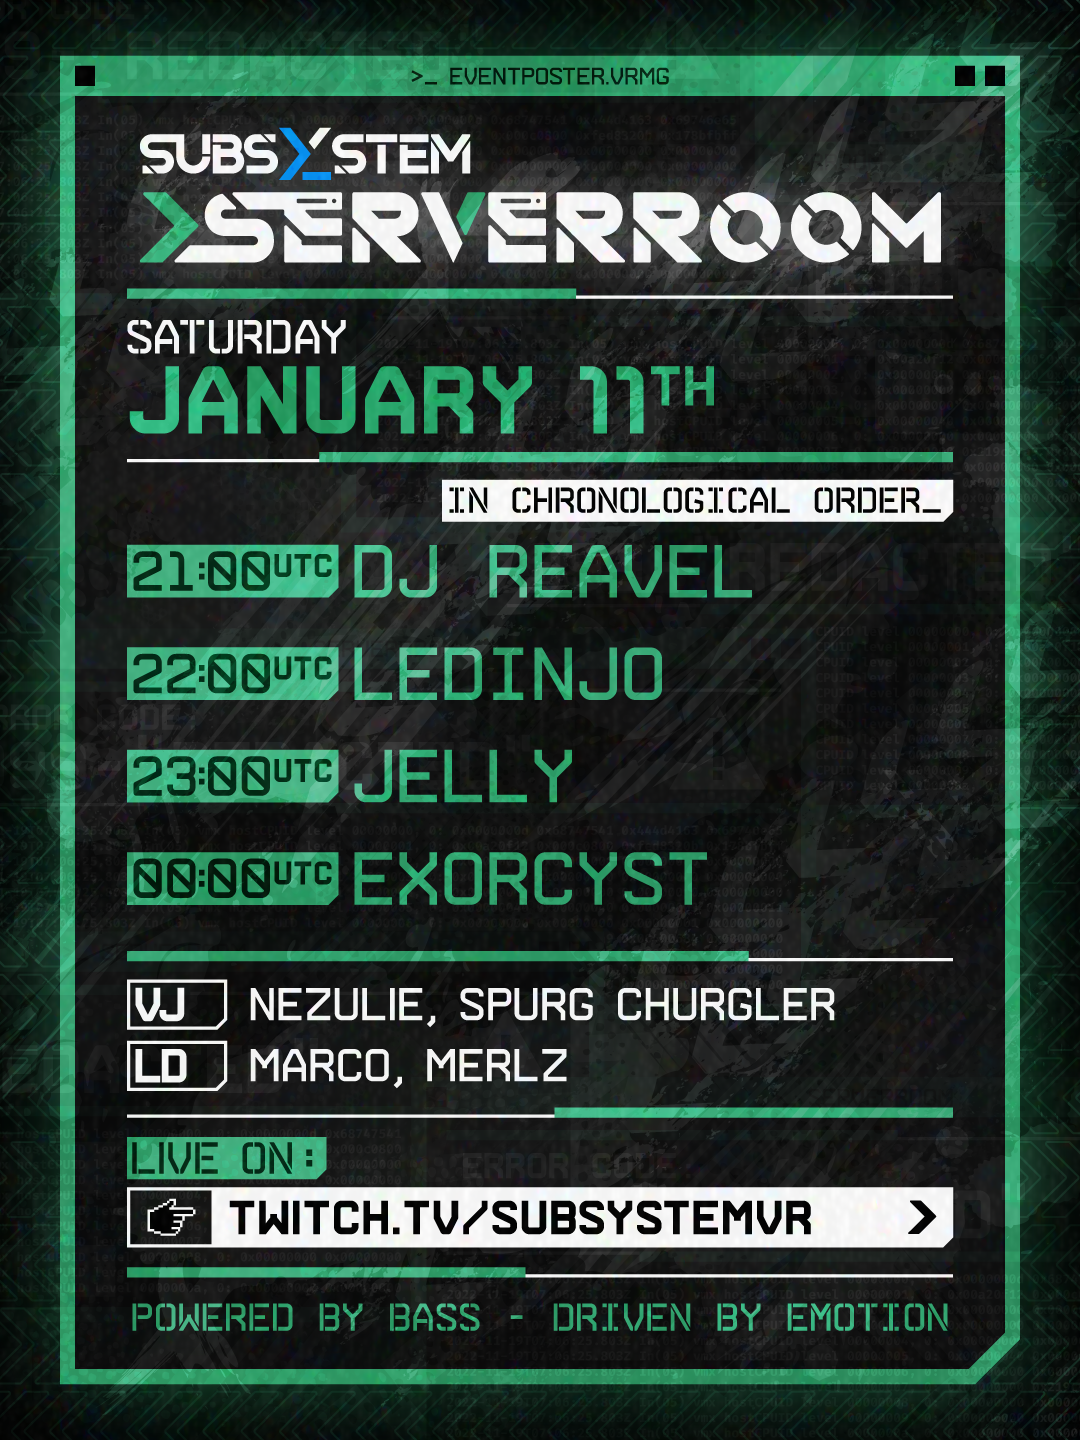 >_ EVENTPOSTER.VRMG
SUBSYSTEM
>SERVERROOM
SATURDAY
JANUARY 11TH
IN CHRONOLOGICAL ORDER_
21:00UTC DJ REAVEL
22:00UTC LEDINJO
23:00UTC JELLY
00:00UTC EXORCYST
VJ NEZULIE, SPURG CHURGLER
LD MARCO, MERLZ
LIVE ON:
TWITCH.TV/SUBSYSTEMVR >
POWERED BY BASS - DRIVEN BY EMOTION